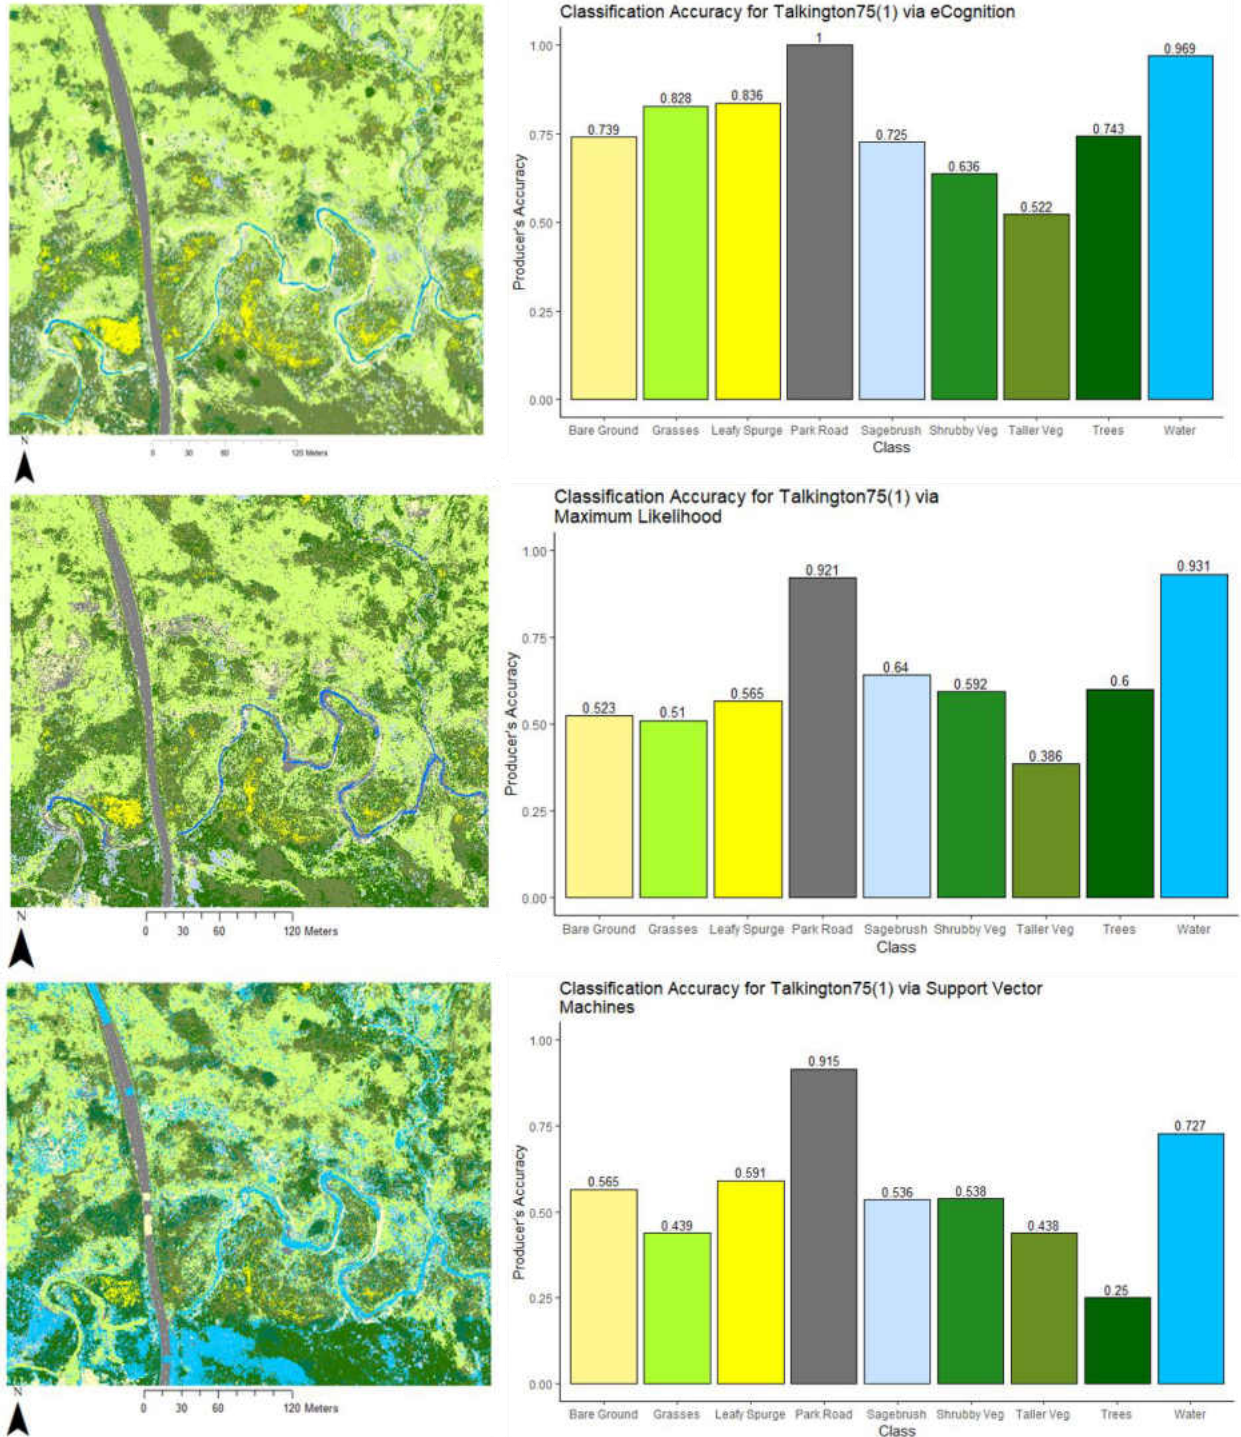 Classification Accuracy for Talkington75(1) via eCognition
1.00
0.75
0.50
0.25
0.00
Producer's Accuracy
0.739
0.828
0.836
1
0.725
0.636
0.522
0.743
0.969
Bare Ground Grasses Leafy Spurge Park Road Sagebrush Shrubby Veg Taller Veg Trees Water
Class
N
0 30 60 120 Meters
Classification Accuracy for Talkington75(1) via
Maximum Likelihood
1.00
0.75
0.50
0.25
0.00
Producer's Accuracy
0.523
0.51
0.565
0.921
0.64
0.592
0.386
0.6
0.931
Bare Ground Grasses Leafy Spurge Park Road Sagebrush Shrubby Veg Taller Veg Trees Water
Class
N
0 30 60 120 Meters
Classification Accuracy for Talkington75(1) via Support Vector
Machines
1.00
0.75
0.50
0.25
0.00
Producer's Accuracy
0.565
0.439
0.591
0.915
0.536
0.538
0.438
0.25
0.727
Bare Ground Grasses Leafy Spurge Park Road Sagebrush Shrubby Veg Taller Veg Trees Water
Class
N
0 30 60 120 Meters